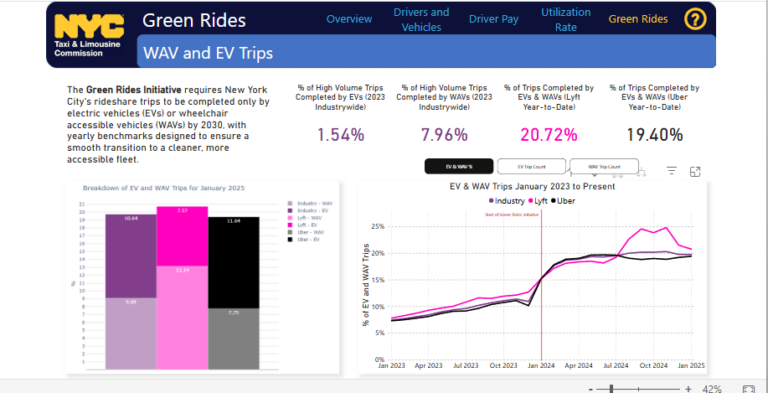 NYC
Taxi & Limousine
Commission
Green Rides
Overview
Drivers and
Vehicles
Driver Pay
Utilization
Rate
Green Rides
?
WAV and EV Trips
The Green Rides Initiative requires New York
City's rideshare trips to be completed only by
electric vehicles (EVs) or wheelchair
accessible vehicles (WAVs) by 2030, with
yearly benchmarks designed to ensure a
smooth transition to a cleaner, more
accessible fleet.
% of High Volume Trips
Completed by EVs (2023
Industrywide)
1.54%
% of High Volume Trips
Completed by WAVs (2023
Industrywide)
7.96%
% of Trips Completed by
EVs & WAVs (Lyft
Year-to-Date)
20.72%
% of Trips Completed by
EVs & WAVs (Uber
Year-to-Date)
19.40%
EV & WAV %
EV Trip Count
WAV Trip Count
Breakdown of EV and WAV Trips for January 2025
%
21
20
19
18
17
16
15
14
13
12
11
10
9
8
7
6
5
4
3
2
1
0
10.64
11.64
7.75
Industry - WAV
Industry - EV
Lyft - WAV
Lyft - EV
Uber - WAV
Uber - EV
EV & WAV Trips January 2023 to Present
Industry Lyft Uber
Start of Green Rides Initiative
% of EV and WAV Trips
25%
20%
15%
10%
5%
0%
Jan 2023 Apr 2023 Jul 2023 Oct 2023 Jan 2024 Apr 2024 Jul 2024 Oct 2024 Jan 2025
- + 42%